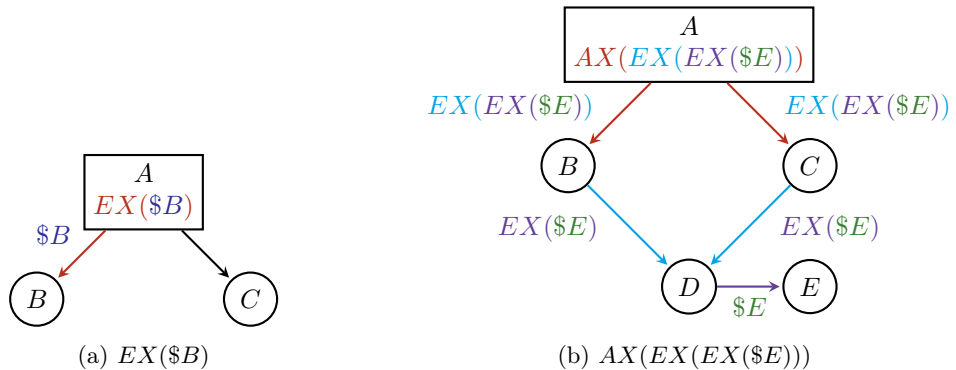 A
EX($B)
$B
B
C
(a) EX($B)
A
AX(EX(EX($E)))
EX(EX($E))
EX(EX($E))
B
C
EX($E)
EX($E)
D
E
$E
(b) AX(EX(EX($E)))